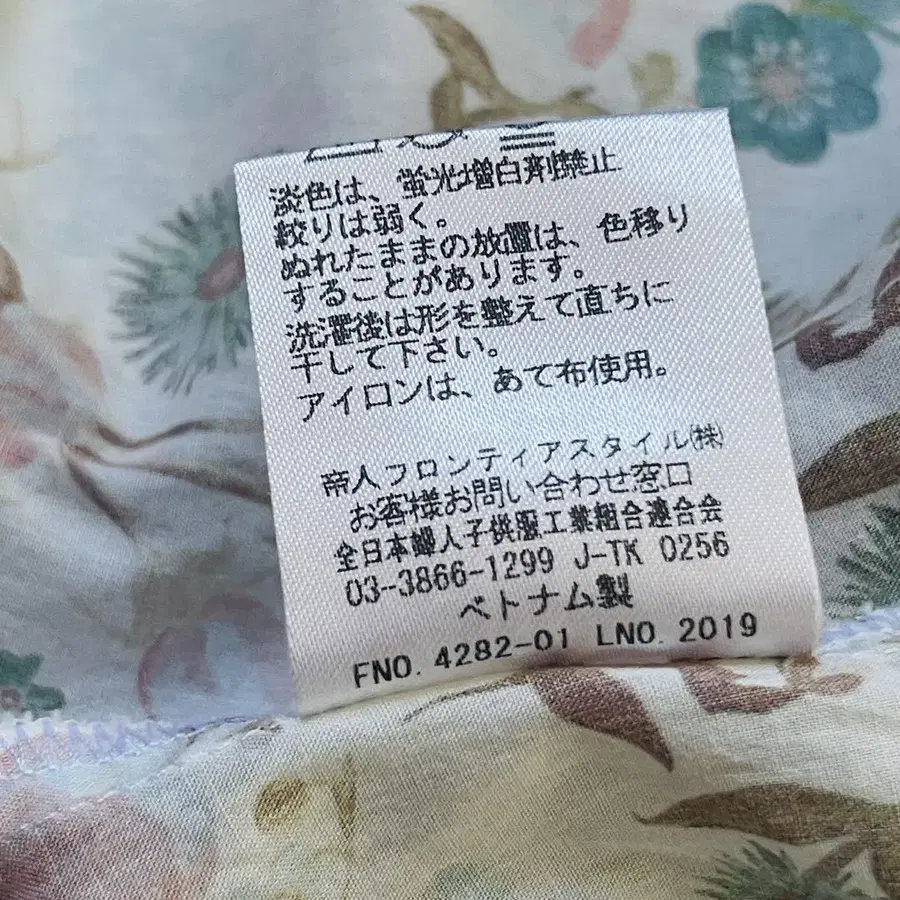 淡色は、蛍光増白剤禁止
絞りは弱く。
ぬれたままの放置は、色移り
することがあります。
洗濯後は形を整えて直ちに
干して下さい。
アイロンは、あて布使用。
帝人フロンティアスタイル㈱
お客様お問い合わせ窓口
全日本婦人子供服工業組合連合会
03-3866-1299 J-TK 0256
ベトナム製
FNO. 4282-01 LNO. 2019